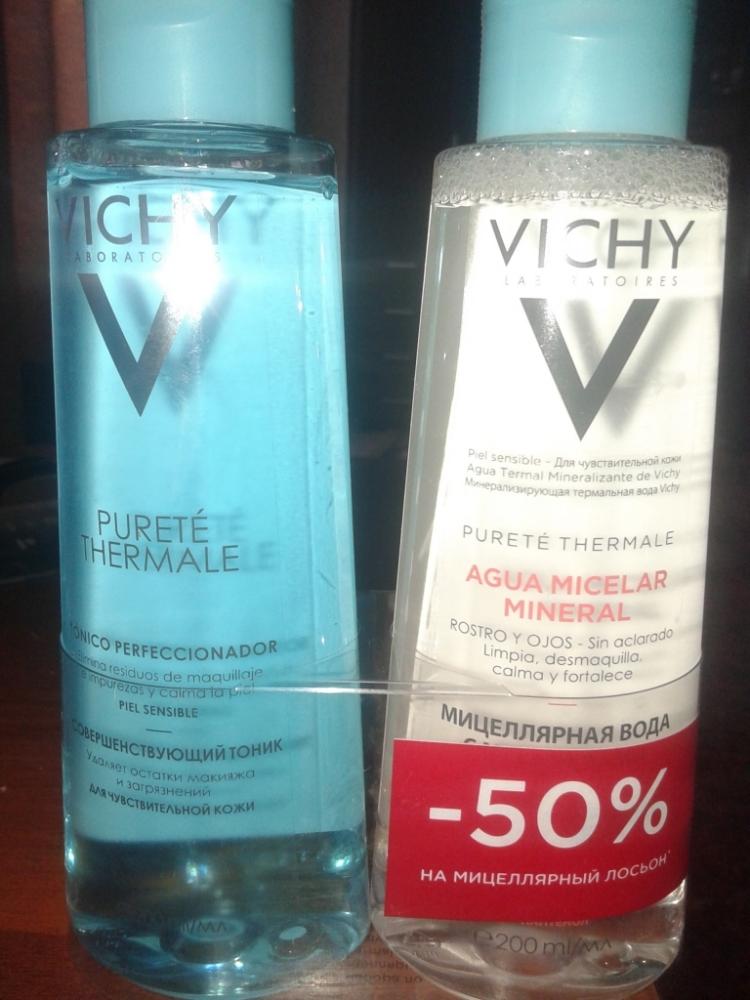 VICHY
LABORATOIRES
V
PURETÉ
THERMALE
TÓNICO PERFECCIONADOR
Elimina residuos de maquillaje
e impurezas y calma la piel
PIEL SENSIBLE
СОВЕРШЕНСТВУЮЩИЙ ТОНИК
Удаляет остатки макияжа
и загрязнений
ДЛЯ ЧУВСТВИТЕЛЬНОЙ КОЖИ
VICHY
LABORATOIRES
V
Piel sensible - Для чувствительной кожи
Agua Termal Mineralizante de Vichy
Минерализирующая термальная вода Vichy
PURETÉ THERMALE
AGUA MICELAR
MINERAL
ROSTRO Y OJOS - Sin aclarado
Limpia, desmaquilla,
calma y fortalece
МИЦЕЛЛЯРНАЯ ВОДА
-50%
НА МИЦЕЛЛЯРНЫЙ ЛОСЬОН*
ПАНТЕНОЛ
℮200 ml/мл